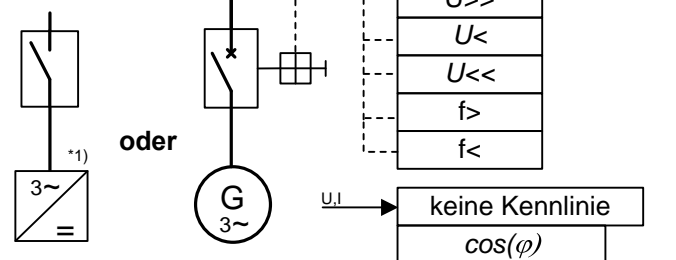 U>>
U<
U<<
f>
f<
*1)
oder
3~
=
G
3~
U,I
keine Kennlinie
cos(φ)